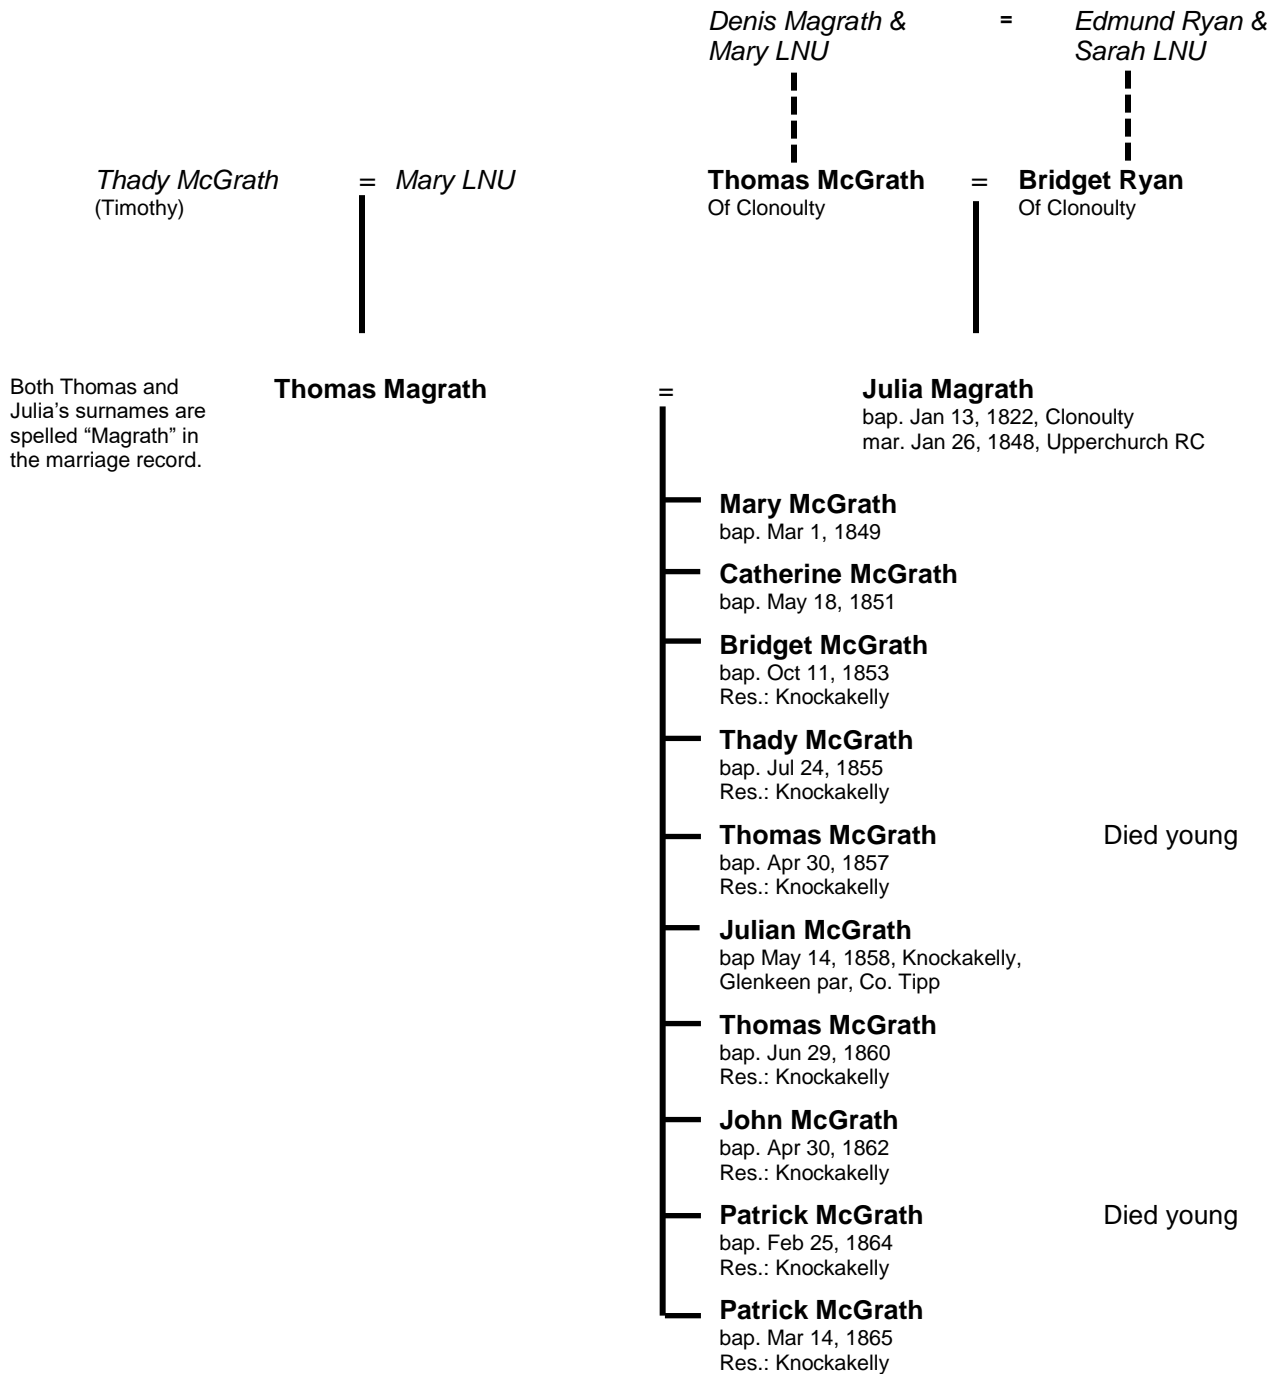 Denis Magrath & = Edmund Ryan &
Mary LNU Sarah LNU
Thady McGrath = Mary LNU Thomas McGrath = Bridget Ryan
(Timothy) Of Clonoulty Of Clonoulty
Both Thomas and
Julia’s surnames are
spelled “Magrath” in
the marriage record.
Thomas Magrath = Julia Magrath
bap. Jan 13, 1822, Clonoulty
mar. Jan 26, 1848, Upperchurch RC
Mary McGrath
bap. Mar 1, 1849
Catherine McGrath
bap. May 18, 1851
Bridget McGrath
bap. Oct 11, 1853
Res.: Knockakelly
Thady McGrath
bap. Jul 24, 1855
Res.: Knockakelly
Thomas McGrath Died young
bap. Apr 30, 1857
Res.: Knockakelly
Julian McGrath
bap May 14, 1858, Knockakelly,
Glenkeen par, Co. Tipp
Thomas McGrath
bap. Jun 29, 1860
Res.: Knockakelly
John McGrath
bap. Apr 30, 1862
Res.: Knockakelly
Patrick McGrath Died young
bap. Feb 25, 1864
Res.: Knockakelly
Patrick McGrath
bap. Mar 14, 1865
Res.: Knockakelly